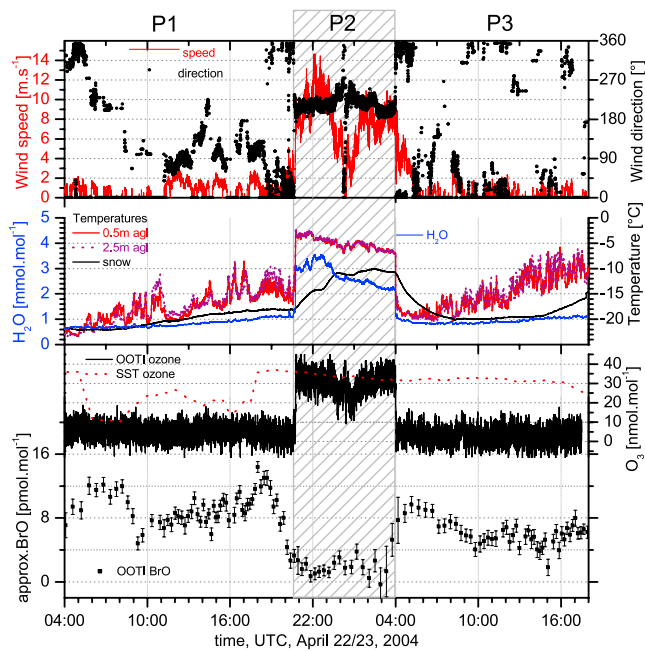 P1 P2 P3
Wind speed [m.s⁻¹]
14
12
10
8
6
4
2
0
speed
direction
360
270
180
90
0
Wind direction [°]
H₂O [mmol.mol⁻¹]
5
4
3
2
1
0
Temperatures
0.5m agl
2.5m agl
snow
H₂O
0
-5
-10
-15
-20
Temperature [°C]
OOTI ozone
SST ozone
40
30
20
10
0
O₃ [nmol.mol⁻¹]
approx.BrO [pmol.mol⁻¹]
16
8
0
OOTI BrO
04:00 10:00 16:00 22:00 04:00 10:00 16:00
time, UTC, April 22/23, 2004